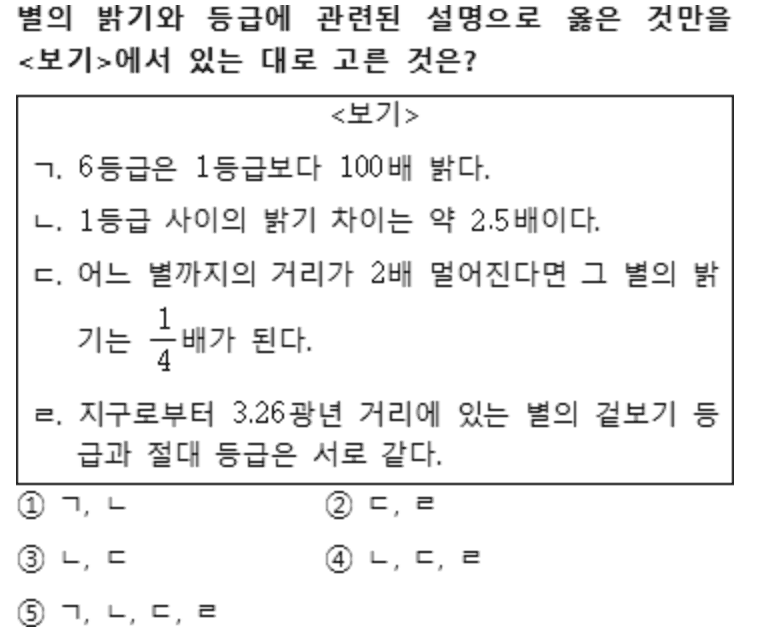 별의 밝기와 등급에 관련된 설명으로 옳은 것만을
<보기>에서 있는 대로 고른 것은?
<보기>
ㄱ. 6등급은 1등급보다 100배 밝다.
ㄴ. 1등급 사이의 밝기 차이는 약 2.5배이다.
ㄷ. 어느 별까지의 거리가 2배 멀어진다면 그 별의 밝
기는 1/4배가 된다.
ㄹ. 지구로부터 3.26광년 거리에 있는 별의 겉보기 등
급과 절대 등급은 서로 같다.
① ㄱ, ㄴ ② ㄷ, ㄹ
③ ㄴ, ㄷ ④ ㄴ, ㄷ, ㄹ
⑤ ㄱ, ㄴ, ㄷ, ㄹ